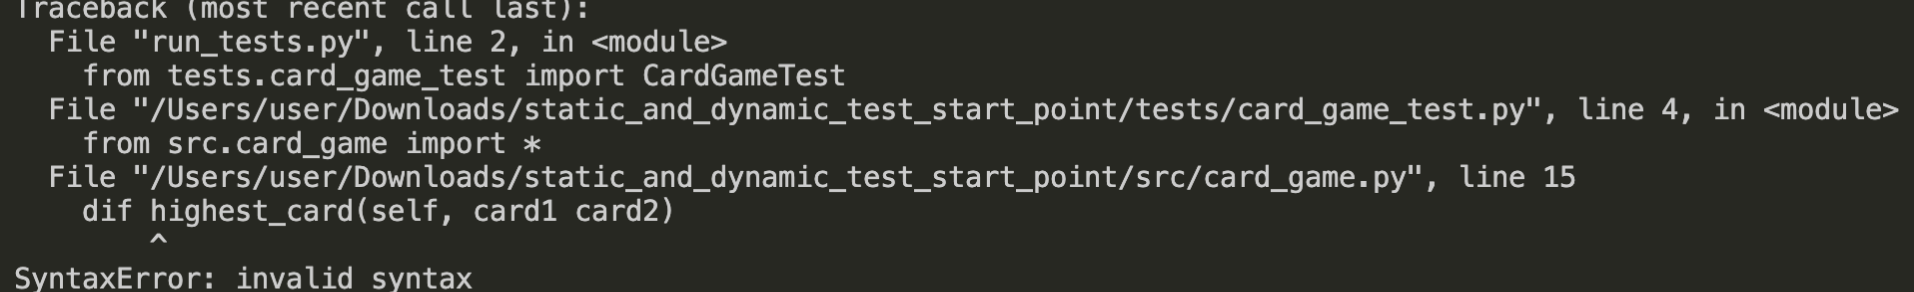 Traceback (most recent call last):
  File "run_tests.py", line 2, in <module>
    from tests.card_game_test import CardGameTest
  File "/Users/user/Downloads/static_and_dynamic_test_start_point/tests/card_game_test.py", line 4, in <module>
    from src.card_game import *
  File "/Users/user/Downloads/static_and_dynamic_test_start_point/src/card_game.py", line 15
    dif highest_card(self, card1 card2)
        ^
SyntaxError: invalid syntax